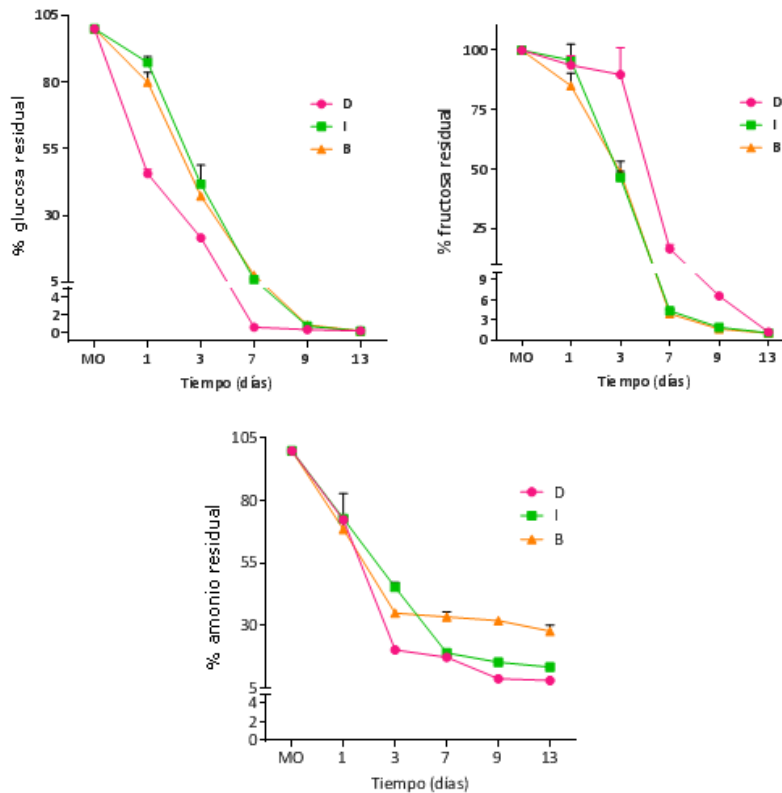 % glucosa residual
105
80
55
30
5
4
2
0
D
I
B
MO 1 3 7 9 13
Tiempo (días)
% fructosa residual
100
75
50
25
9
6
3
0
D
I
B
MO 1 3 7 9 13
Tiempo (días)
% amonio residual
105
80
55
30
5
4
2
0
D
I
B
MO 1 3 7 9 13
Tiempo (días)